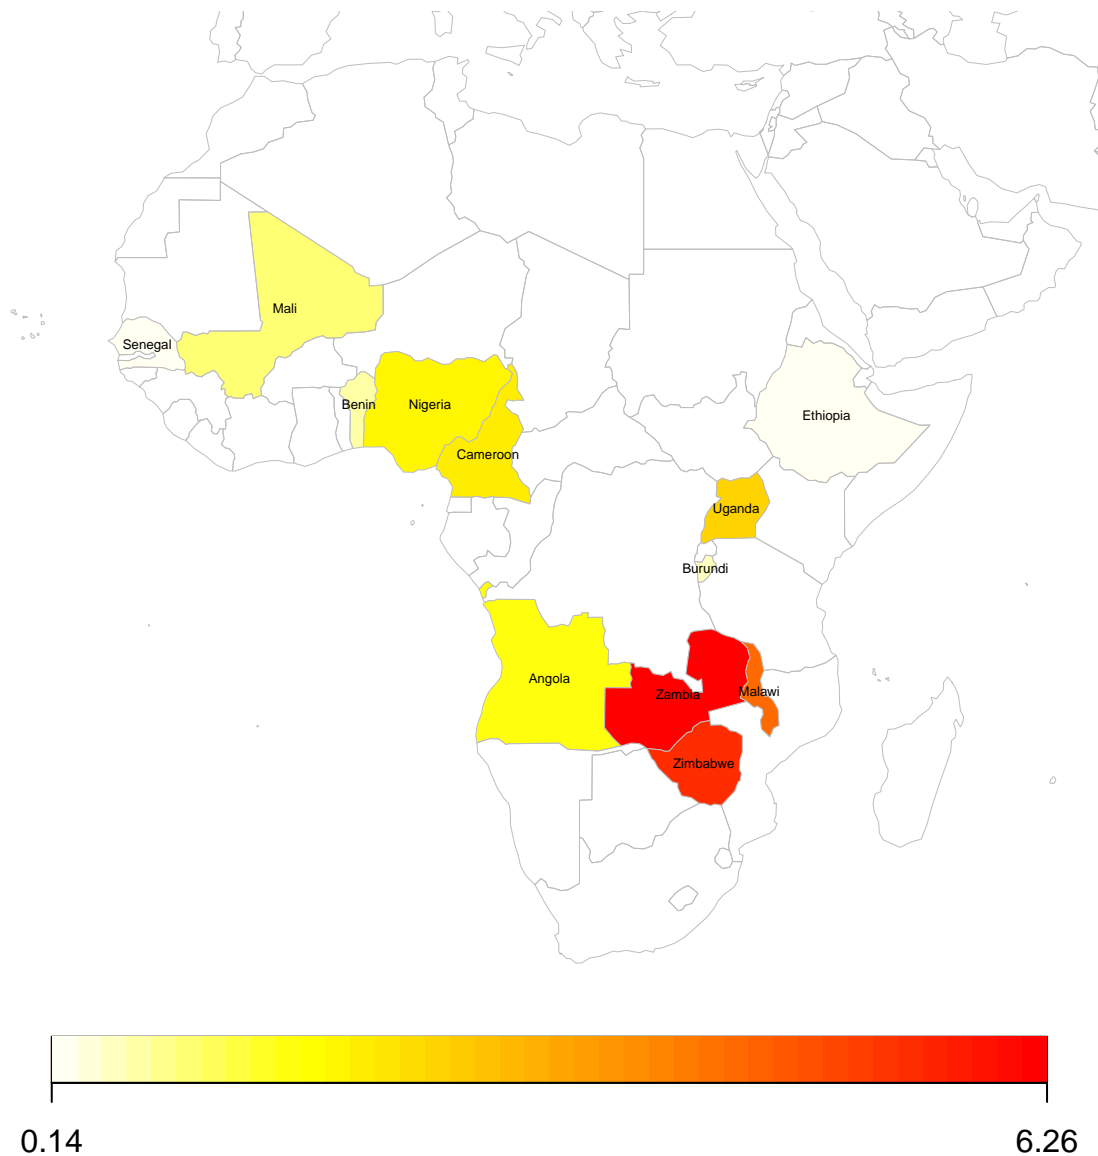 Mali
Senegal
Benin
Nigeria
Ethiopia
Cameroon
Uganda
Burundi
Angola
Zambia
Malawi
Zimbabwe
0.14
6.26